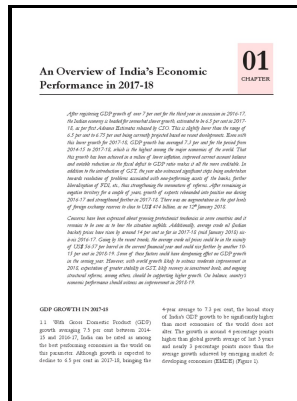 01
CHAPTER
An Overview of India's Economic
Performance in 2017-18
After registering GDP growth of over 7 per cent for the third year in succession in 2016-17,
the Indian economy is headed for somewhat slower growth, estimated to be 6.5 per cent in 2017-
18, as per first Advance Estimates released by CSO. This is slightly lower than the range of
6.5 per cent to 6.75 per cent being currently projected based on recent developments. Even with
this lower growth for 2017-18, GDP growth has averaged 7.3 per cent for the period from
2014-15 to 2017-18, which is the highest among the major economies of the world. That
this growth has been achieved in a milieu of lower inflation, improved current account balance
and notable reduction in the fiscal deficit to GDP ratio makes it all the more creditable. In
addition to the introduction of GST, the year also witnessed significant steps being undertaken
towards resolution of problems associated with non-performing assets of the banks, further
liberalization of FDI, etc., thus strengthening the momentum of reforms. After remaining in
negative territory for a couple of years, growth of exports rebounded into positive one during
2016-17 and strengthened further in 2017-18. There was an augmentation in the spot levels
of foreign exchange reserves to close to US$ 414 billion, as on 12th January 2018.
Concerns have been expressed about growing protectionist tendencies in some countries and it
remains to be seen as to how the situation unfolds. Additionally, average crude oil (Indian
basket) prices have risen by around 14 per cent so far in 2017-18 (mid January 2018) vis-
à-vis 2016-17. Going by the recent trends, the average crude oil prices could be in the vicinity
of US$ 56-57 per barrel in the current financial year and could rise further by another 10-
15 per cent in 2018-19. Some of these factors could have dampening effect on GDP growth
in the coming year. However, with world growth likely to witness moderate improvement in
2018, expectation of greater stability in GST, likely recovery in investment levels, and ongoing
structural reforms, among others, should be supporting higher growth. On balance, country's
economic performance should witness an improvement in 2018-19.
GDP GROWTH IN 2017-18
1.1 With Gross Domestic Product (GDP)
growth averaging 7.5 per cent between 2014-
15 and 2016-17, India can be rated as among
the best performing economies in the world on
this parameter. Although growth is expected to
decline to 6.5 per cent in 2017-18, bringing the
4-year average to 7.3 per cent, the broad story
of India's GDP growth to be significantly higher
than most economies of the world does not
alter. The growth is around 4 percentage points
higher than global growth average of last 3 years
and nearly 3 percentage points more than the
average growth achieved by emerging market &
developing economies (EMDE) (Figure 1).